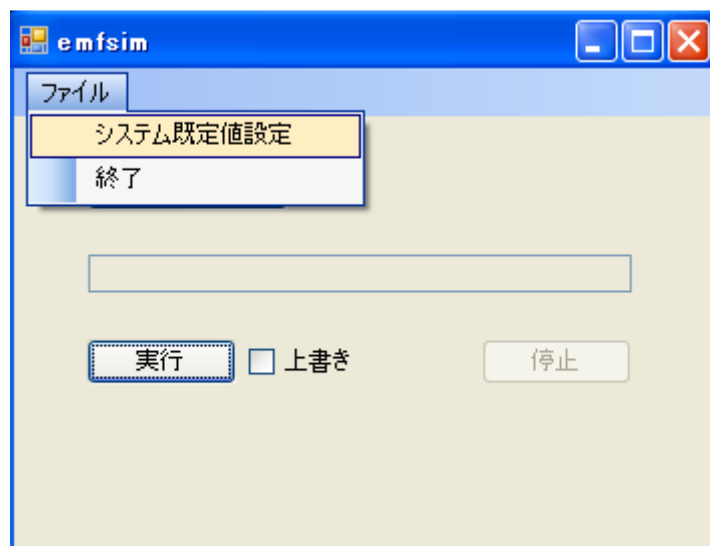 emfsim
ファイル
システム既定値設定
終了
実行 上書き 停止